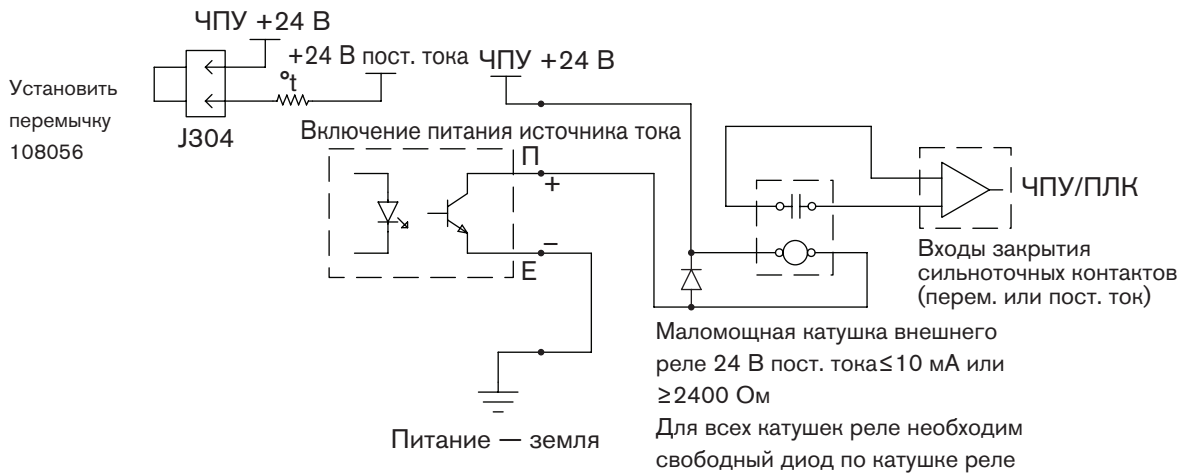 ЧПУ +24 В
+24 В пост. тока
ЧПУ +24 В
Установить
перемычку
108056
°t
J304
Включение питания источника тока
П
+
–
Е
ЧПУ/ПЛК
Входы закрытия
сильноточных контактов
(перем. или пост. ток)
Маломощная катушка внешнего
реле 24 В пост. тока≤10 мА или
≥2400 Ом
Для всех катушек реле необходим
свободный диод по катушке реле
Питание — земля